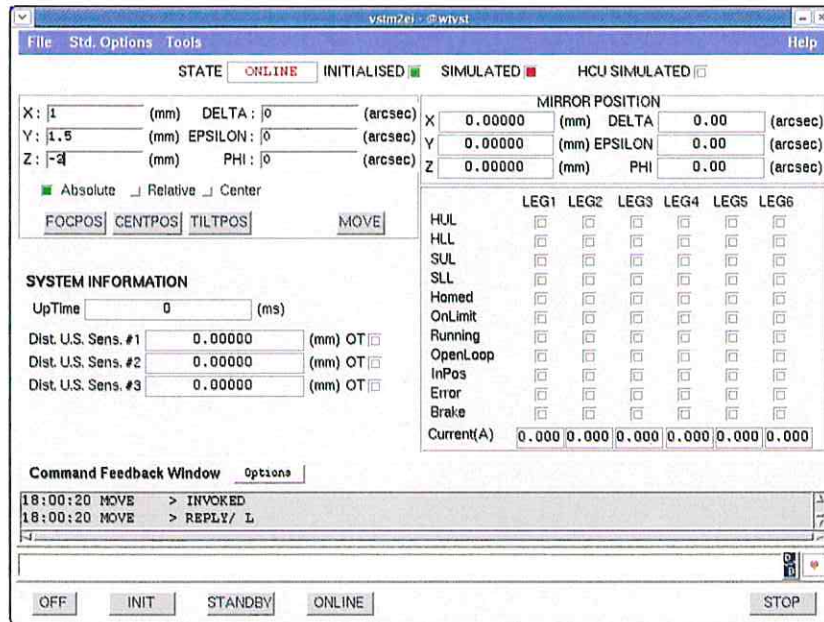 vstm2ei - @wtvst
File Std. Options Tools Help
STATE ONLINE INITIALISED SIMULATED HCU SIMULATED
X: 1 (mm) DELTA: 0 (arcsec)
Y: 1.5 (mm) EPSILON: 0 (arcsec)
Z: -2 (mm) PHI: 0 (arcsec)
Absolute Relative Center
FOCPOS CENTPOS TILTPOS MOVE
MIRROR POSITION
X 0.00000 (mm) DELTA 0.00 (arcsec)
Y 0.00000 (mm) EPSILON 0.00 (arcsec)
Z 0.00000 (mm) PHI 0.00 (arcsec)
LEG1 LEG2 LEG3 LEG4 LEG5 LEG6
HUL
HLL
SUL
SLL
Homed
OnLimit
Running
OpenLoop
InPos
Error
Brake
Current(A) 0.000 0.000 0.000 0.000 0.000 0.000
SYSTEM INFORMATION
UpTime 0 (ms)
Dist. U.S. Sens. #1 0.00000 (mm) OT
Dist. U.S. Sens. #2 0.00000 (mm) OT
Dist. U.S. Sens. #3 0.00000 (mm) OT
Command Feedback Window Options
18:00:20 MOVE > INVOKED
18:00:20 MOVE > REPLY/ L
OFF INIT STANDBY ONLINE STOP